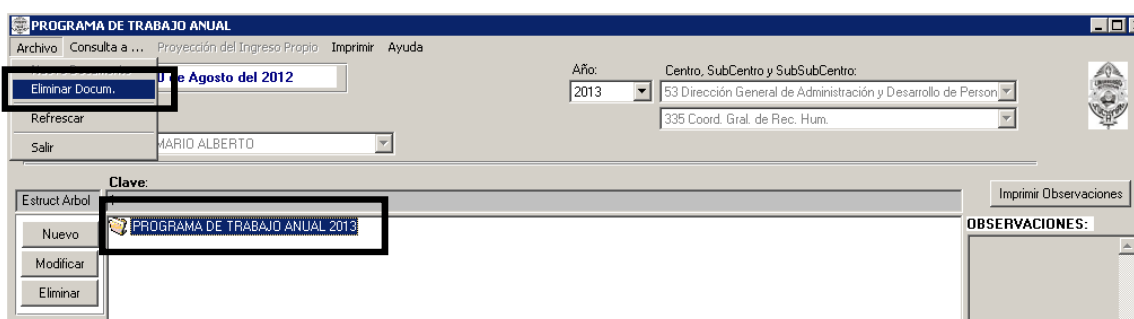 PROGRAMA DE TRABAJO ANUAL
Archivo Consulta a ... Proyección del Ingreso Propio Imprimir Ayuda
Eliminar Docum.
Refrescar
Salir
de Agosto del 2012
MARIO ALBERTO
Año:
2013
Centro, SubCentro y SubSubCentro:
53 Dirección General de Administración y Desarrollo de Person
335 Coord. Gral. de Rec. Hum.
Imprimir Observaciones
Clave:
Estruct Arbol
PROGRAMA DE TRABAJO ANUAL 2013
OBSERVACIONES:
Nuevo
Modificar
Eliminar